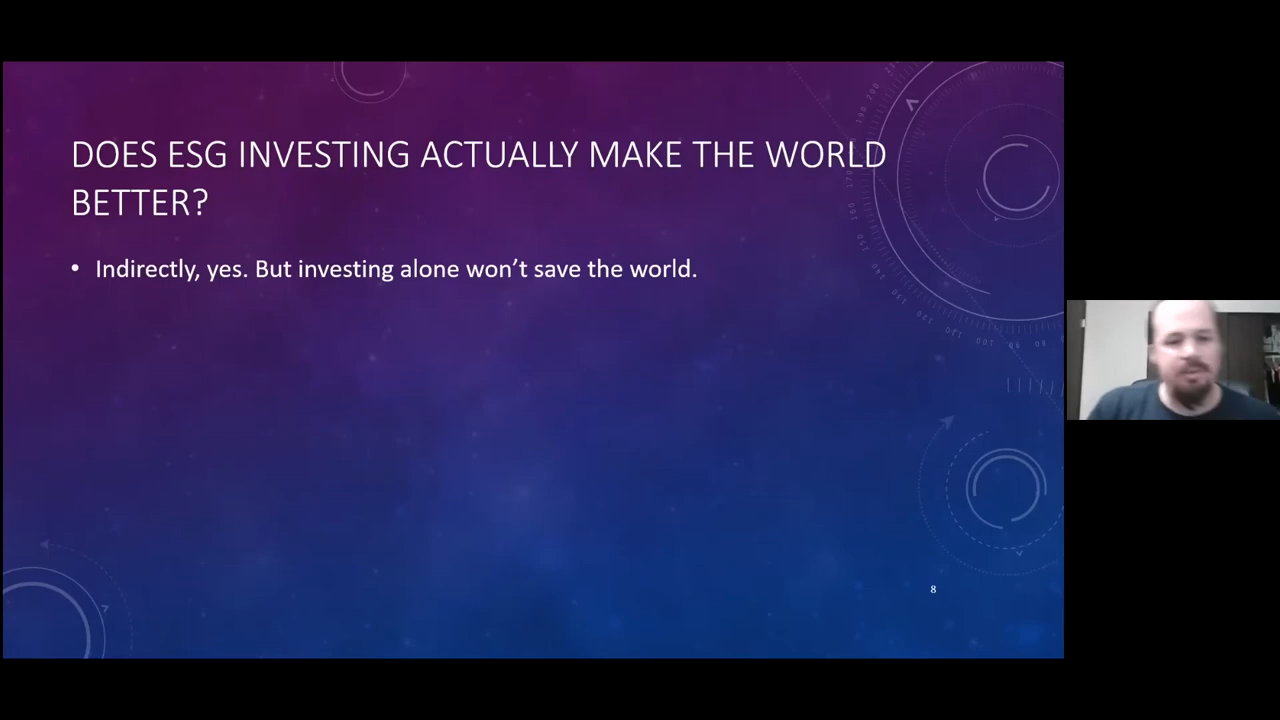 DOES ESG INVESTING ACTUALLY MAKE THE WORLD
BETTER?
• Indirectly, yes. But investing alone won’t save the world.
8